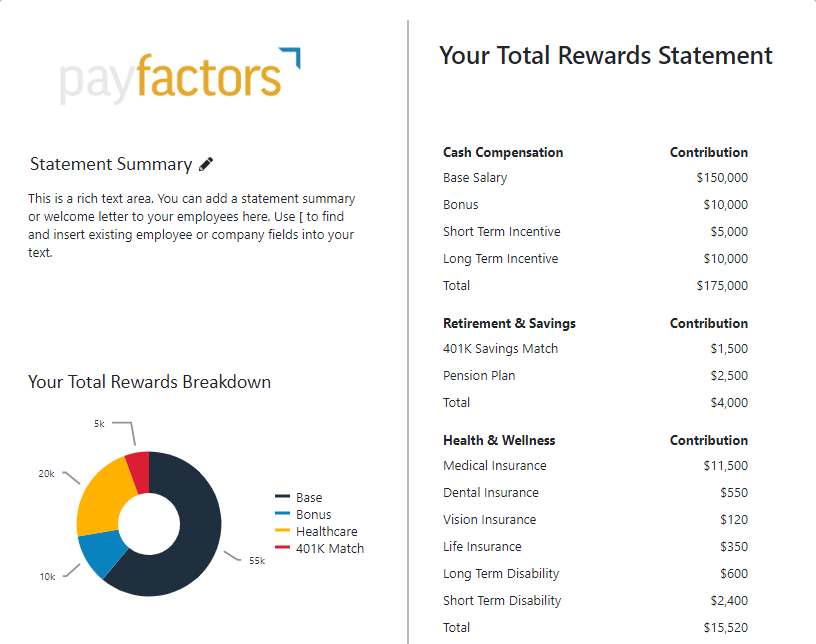 payfactors
Statement Summary
This is a rich text area. You can add a statement summary
or welcome letter to your employees here. Use [ to find
and insert existing employee or company fields into your
text.
Your Total Rewards Breakdown
5k
20k
10k
55k
Base
Bonus
Healthcare
401K Match
Your Total Rewards Statement
Cash Compensation Contribution
Base Salary $150,000
Bonus $10,000
Short Term Incentive $5,000
Long Term Incentive $10,000
Total $175,000
Retirement & Savings Contribution
401K Savings Match $1,500
Pension Plan $2,500
Total $4,000
Health & Wellness Contribution
Medical Insurance $11,500
Dental Insurance $550
Vision Insurance $120
Life Insurance $350
Long Term Disability $600
Short Term Disability $2,400
Total $15,520